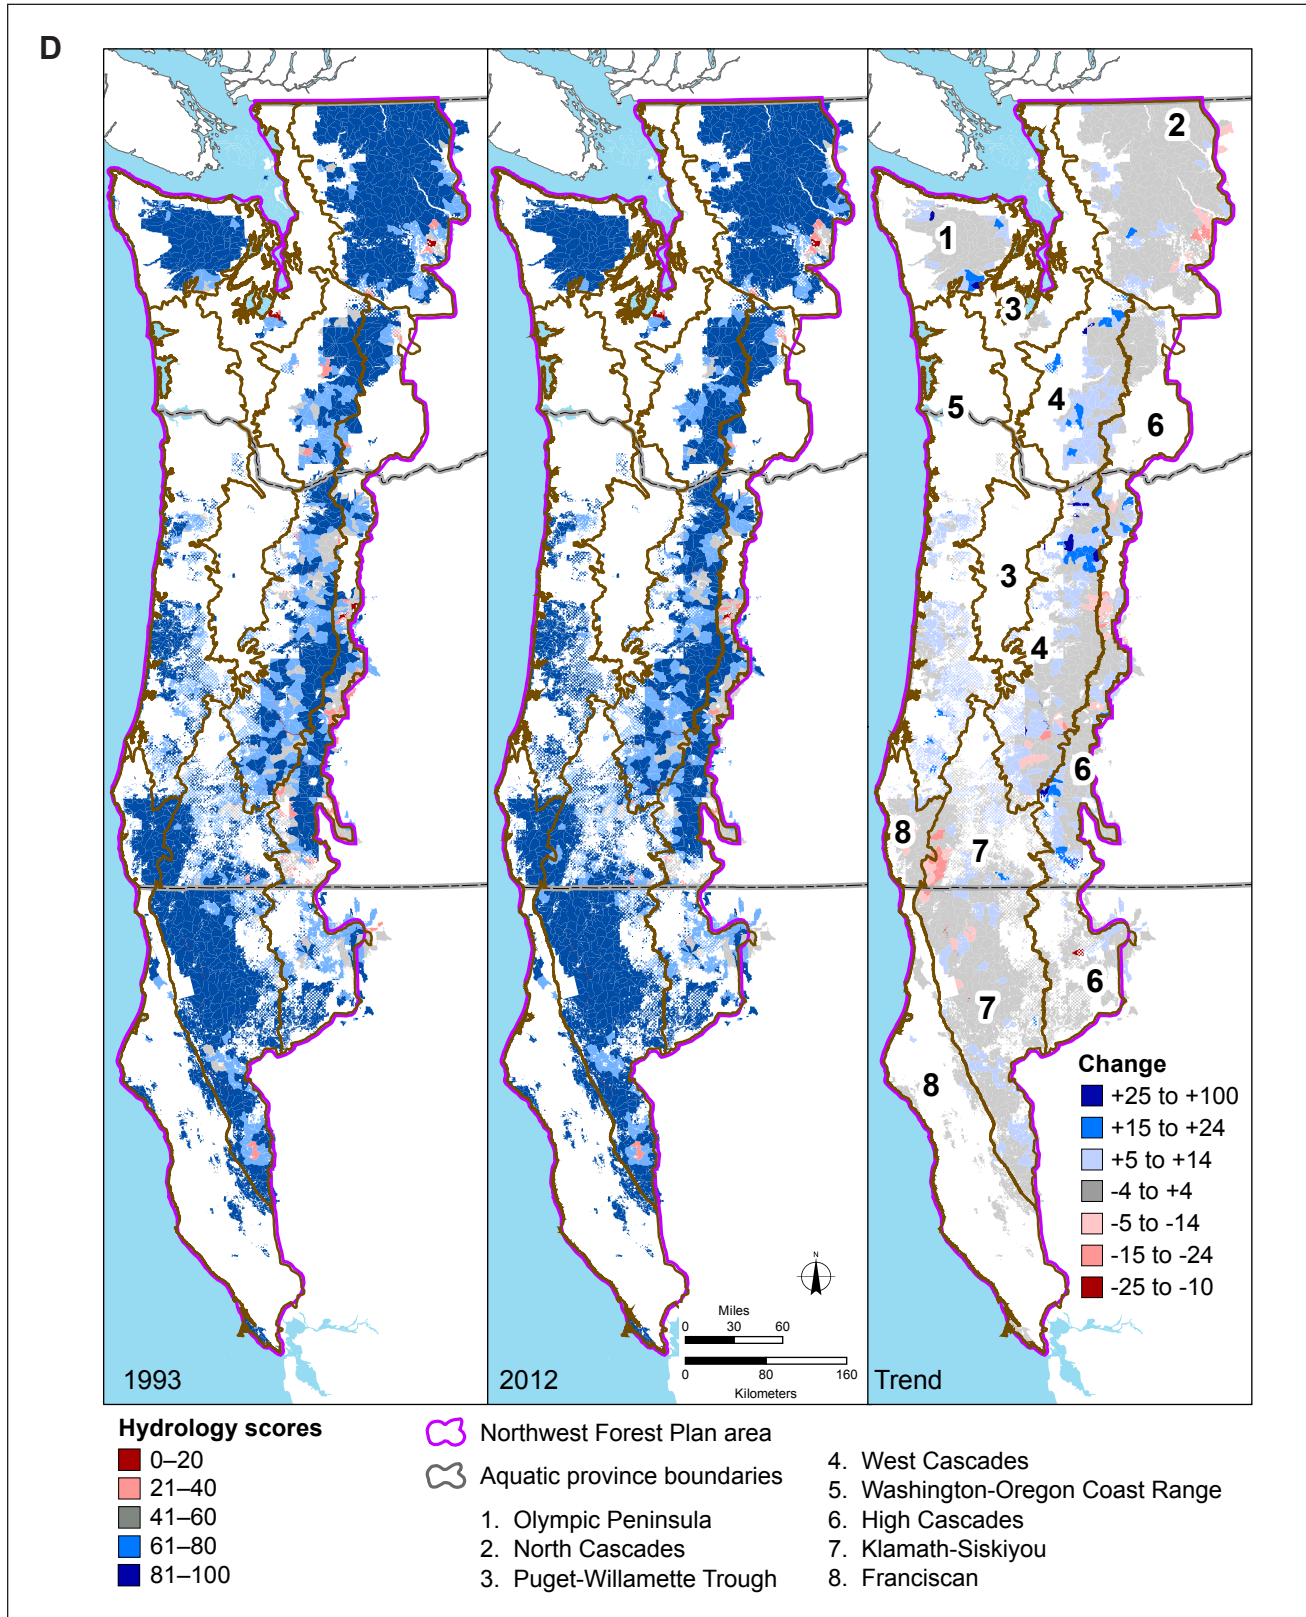 D
2
1
3
5
4
6
3
4
6
8
7
6
7
8
Change
+25 to +100
+15 to +24
+5 to +14
-4 to +4
-5 to -14
-15 to -24
-25 to -10
N
Miles
0 30 60
0 80 160
Kilometers
1993
2012
Trend
Hydrology scores
0–20
21–40
41–60
61–80
81–100
Northwest Forest Plan area
Aquatic province boundaries
1. Olympic Peninsula
2. North Cascades
3. Puget-Willamette Trough
4. West Cascades
5. Washington-Oregon Coast Range
6. High Cascades
7. Klamath-Siskiyou
8. Franciscan